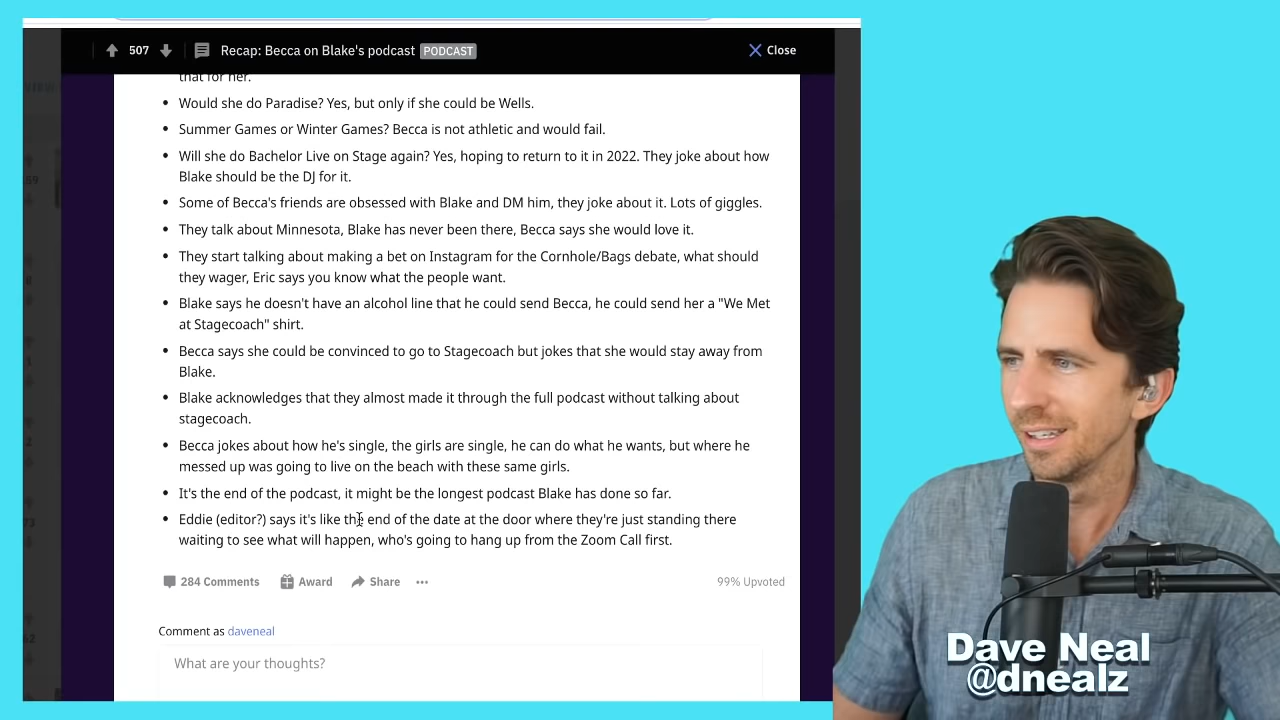 507
Recap: Becca on Blake's podcast PODCAST
Close
that for her.
• Would she do Paradise? Yes, but only if she could be Wells.
• Summer Games or Winter Games? Becca is not athletic and would fail.
• Will she do Bachelor Live on Stage again? Yes, hoping to return to it in 2022. They joke about how
Blake should be the DJ for it.
• Some of Becca's friends are obsessed with Blake and DM him, they joke about it. Lots of giggles.
• They talk about Minnesota, Blake has never been there, Becca says she would love it.
• They start talking about making a bet on Instagram for the Cornhole/Bags debate, what should
they wager, Eric says you know what the people want.
• Blake says he doesn't have an alcohol line that he could send Becca, he could send her a "We Met
at Stagecoach" shirt.
• Becca says she could be convinced to go to Stagecoach but jokes that she would stay away from
Blake.
• Blake acknowledges that they almost made it through the full podcast without talking about
stagecoach.
• Becca jokes about how he's single, the girls are single, he can do what he wants, but where he
messed up was going to live on the beach with these same girls.
• It's the end of the podcast, it might be the longest podcast Blake has done so far.
• Eddie (editor?) says it's like the end of the date at the door where they're just standing there
waiting to see what will happen, who's going to hang up from the Zoom Call first.
284 Comments Award Share ••• 99% Upvoted
Comment as daveneal
What are your thoughts?
Dave Neal
@dnealz